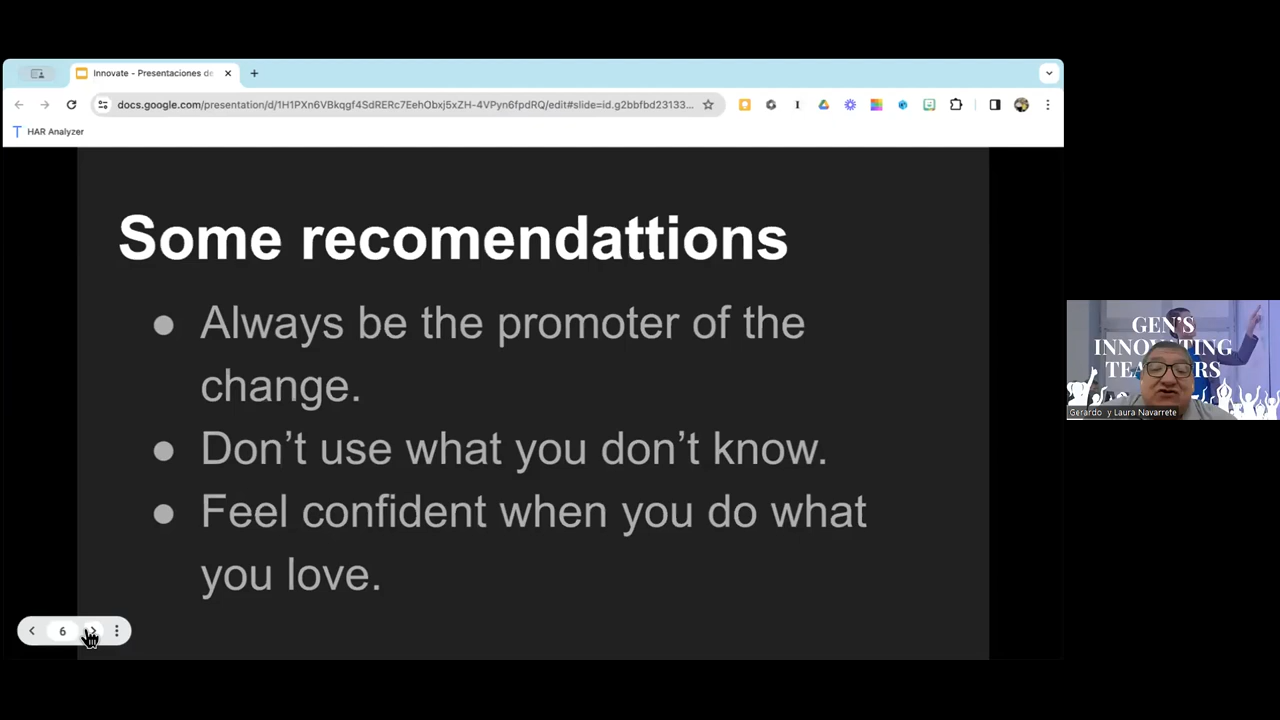 Innovate - Presentaciones de
docs.google.com/presentation/d/1H1PXn6VBkqgf4SdRERc7EehObxj5xZH-4VPyn6fpdRQ/edit#slide=id.g2bbfbd23133...
HAR Analyzer
Some recomendattions
● Always be the promoter of the
change.
● Don’t use what you don’t know.
● Feel confident when you do what
you love.
6
GEN'S
Gerardo y Laura Navarrete